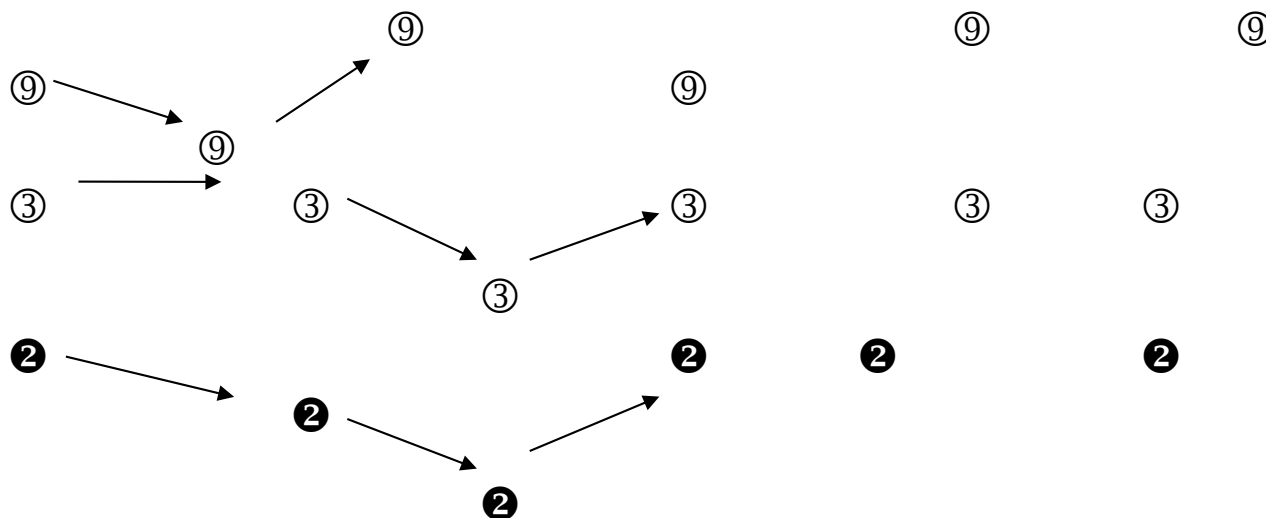 ⑨ ⑨ ⑨
⑨ ⑨
⑨
③ ③ ③ ③ ③
③
❷ ❷ ❷ ❷
❷
❷